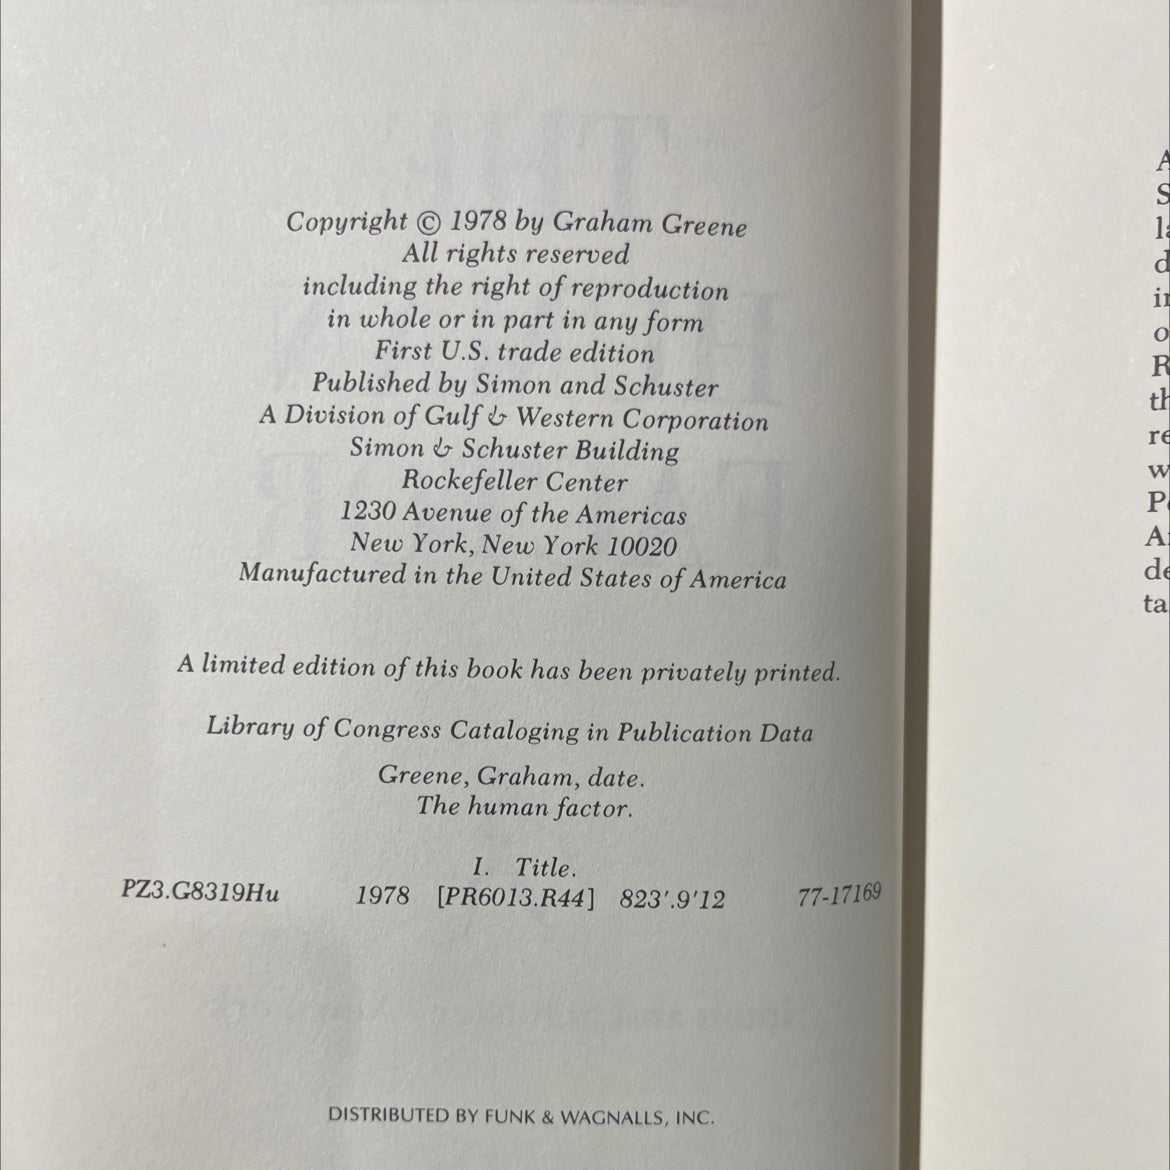 Copyright © 1978 by Graham Greene
All rights reserved
including the right of reproduction
in whole or in part in any form
First U.S. trade edition
Published by Simon and Schuster
A Division of Gulf & Western Corporation
Simon & Schuster Building
Rockefeller Center
1230 Avenue of the Americas
New York, New York 10020
Manufactured in the United States of America
A limited edition of this book has been privately printed.
Library of Congress Cataloging in Publication Data
Greene, Graham, date.
The human factor.
I. Title.
PZ3.G8319Hu 1978 [PR6013.R44] 823'.9'12 77-17169
DISTRIBUTED BY FUNK & WAGNALLS, INC.